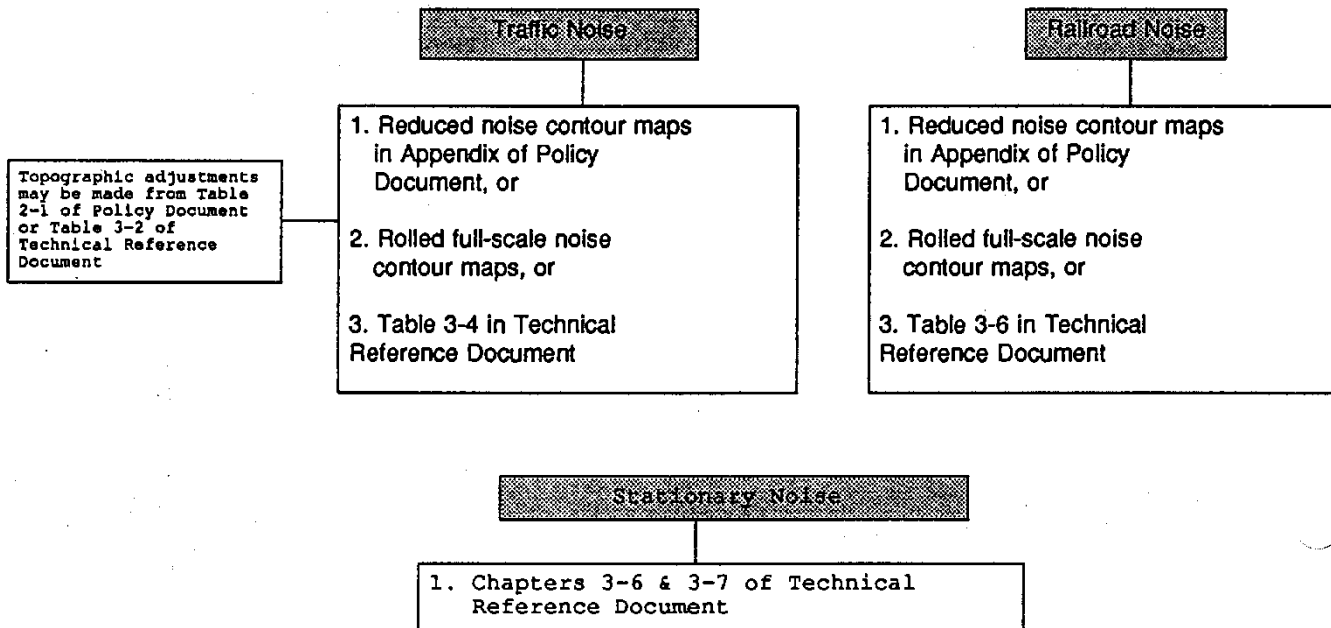 Traffic Noise
Railroad Noise
Topographic adjustments
may be made from Table
2-1 of Policy Document
or Table 3-2 of
Technical Reference
Document
1. Reduced noise contour maps
in Appendix of Policy
Document, or
2. Rolled full-scale noise
contour maps, or
3. Table 3-4 in Technical
Reference Document
1. Reduced noise contour maps
in Appendix of Policy
Document, or
2. Rolled full-scale noise
contour maps, or
3. Table 3-6 in Technical
Reference Document
Stationary Noise
1. Chapters 3-6 & 3-7 of Technical
Reference Document